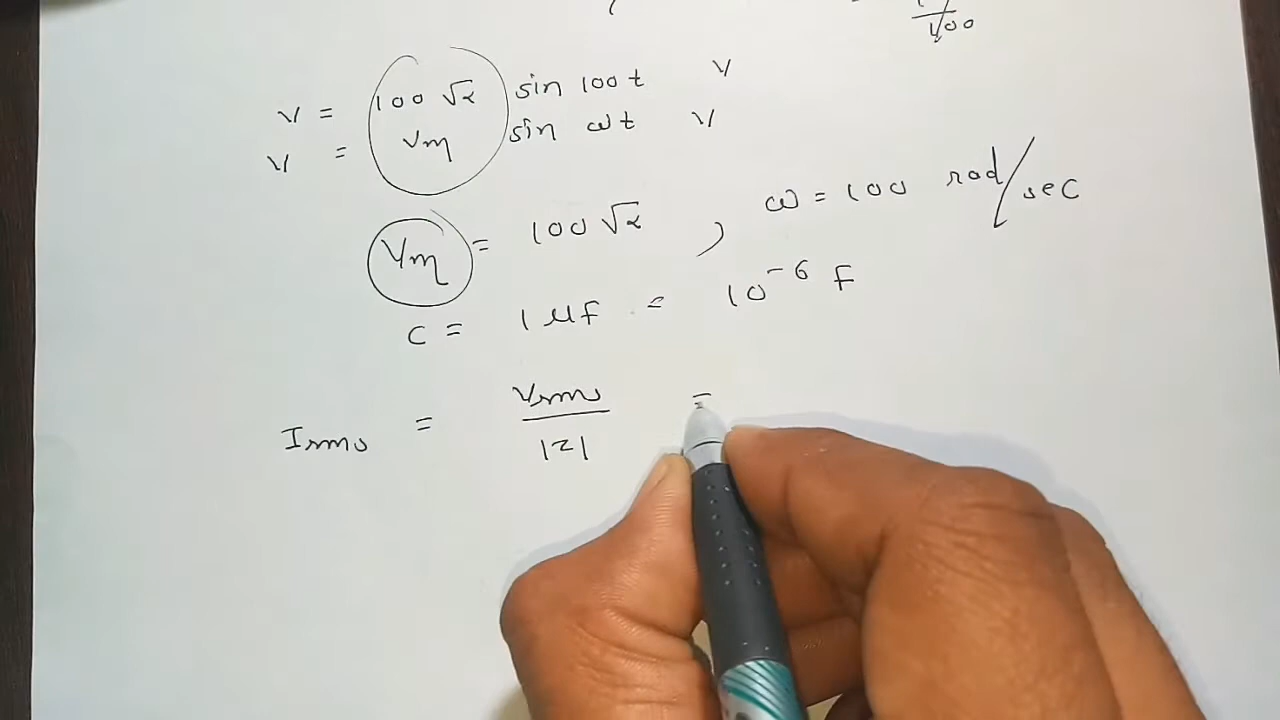 100
V = 100 √2 sin 100 t V
V = Vm sin ωt V
Vm = 100 √2 , ω = 100 rad/sec
C = 1 μf = 10⁻⁶ F
Irms = Vrms / |z| =